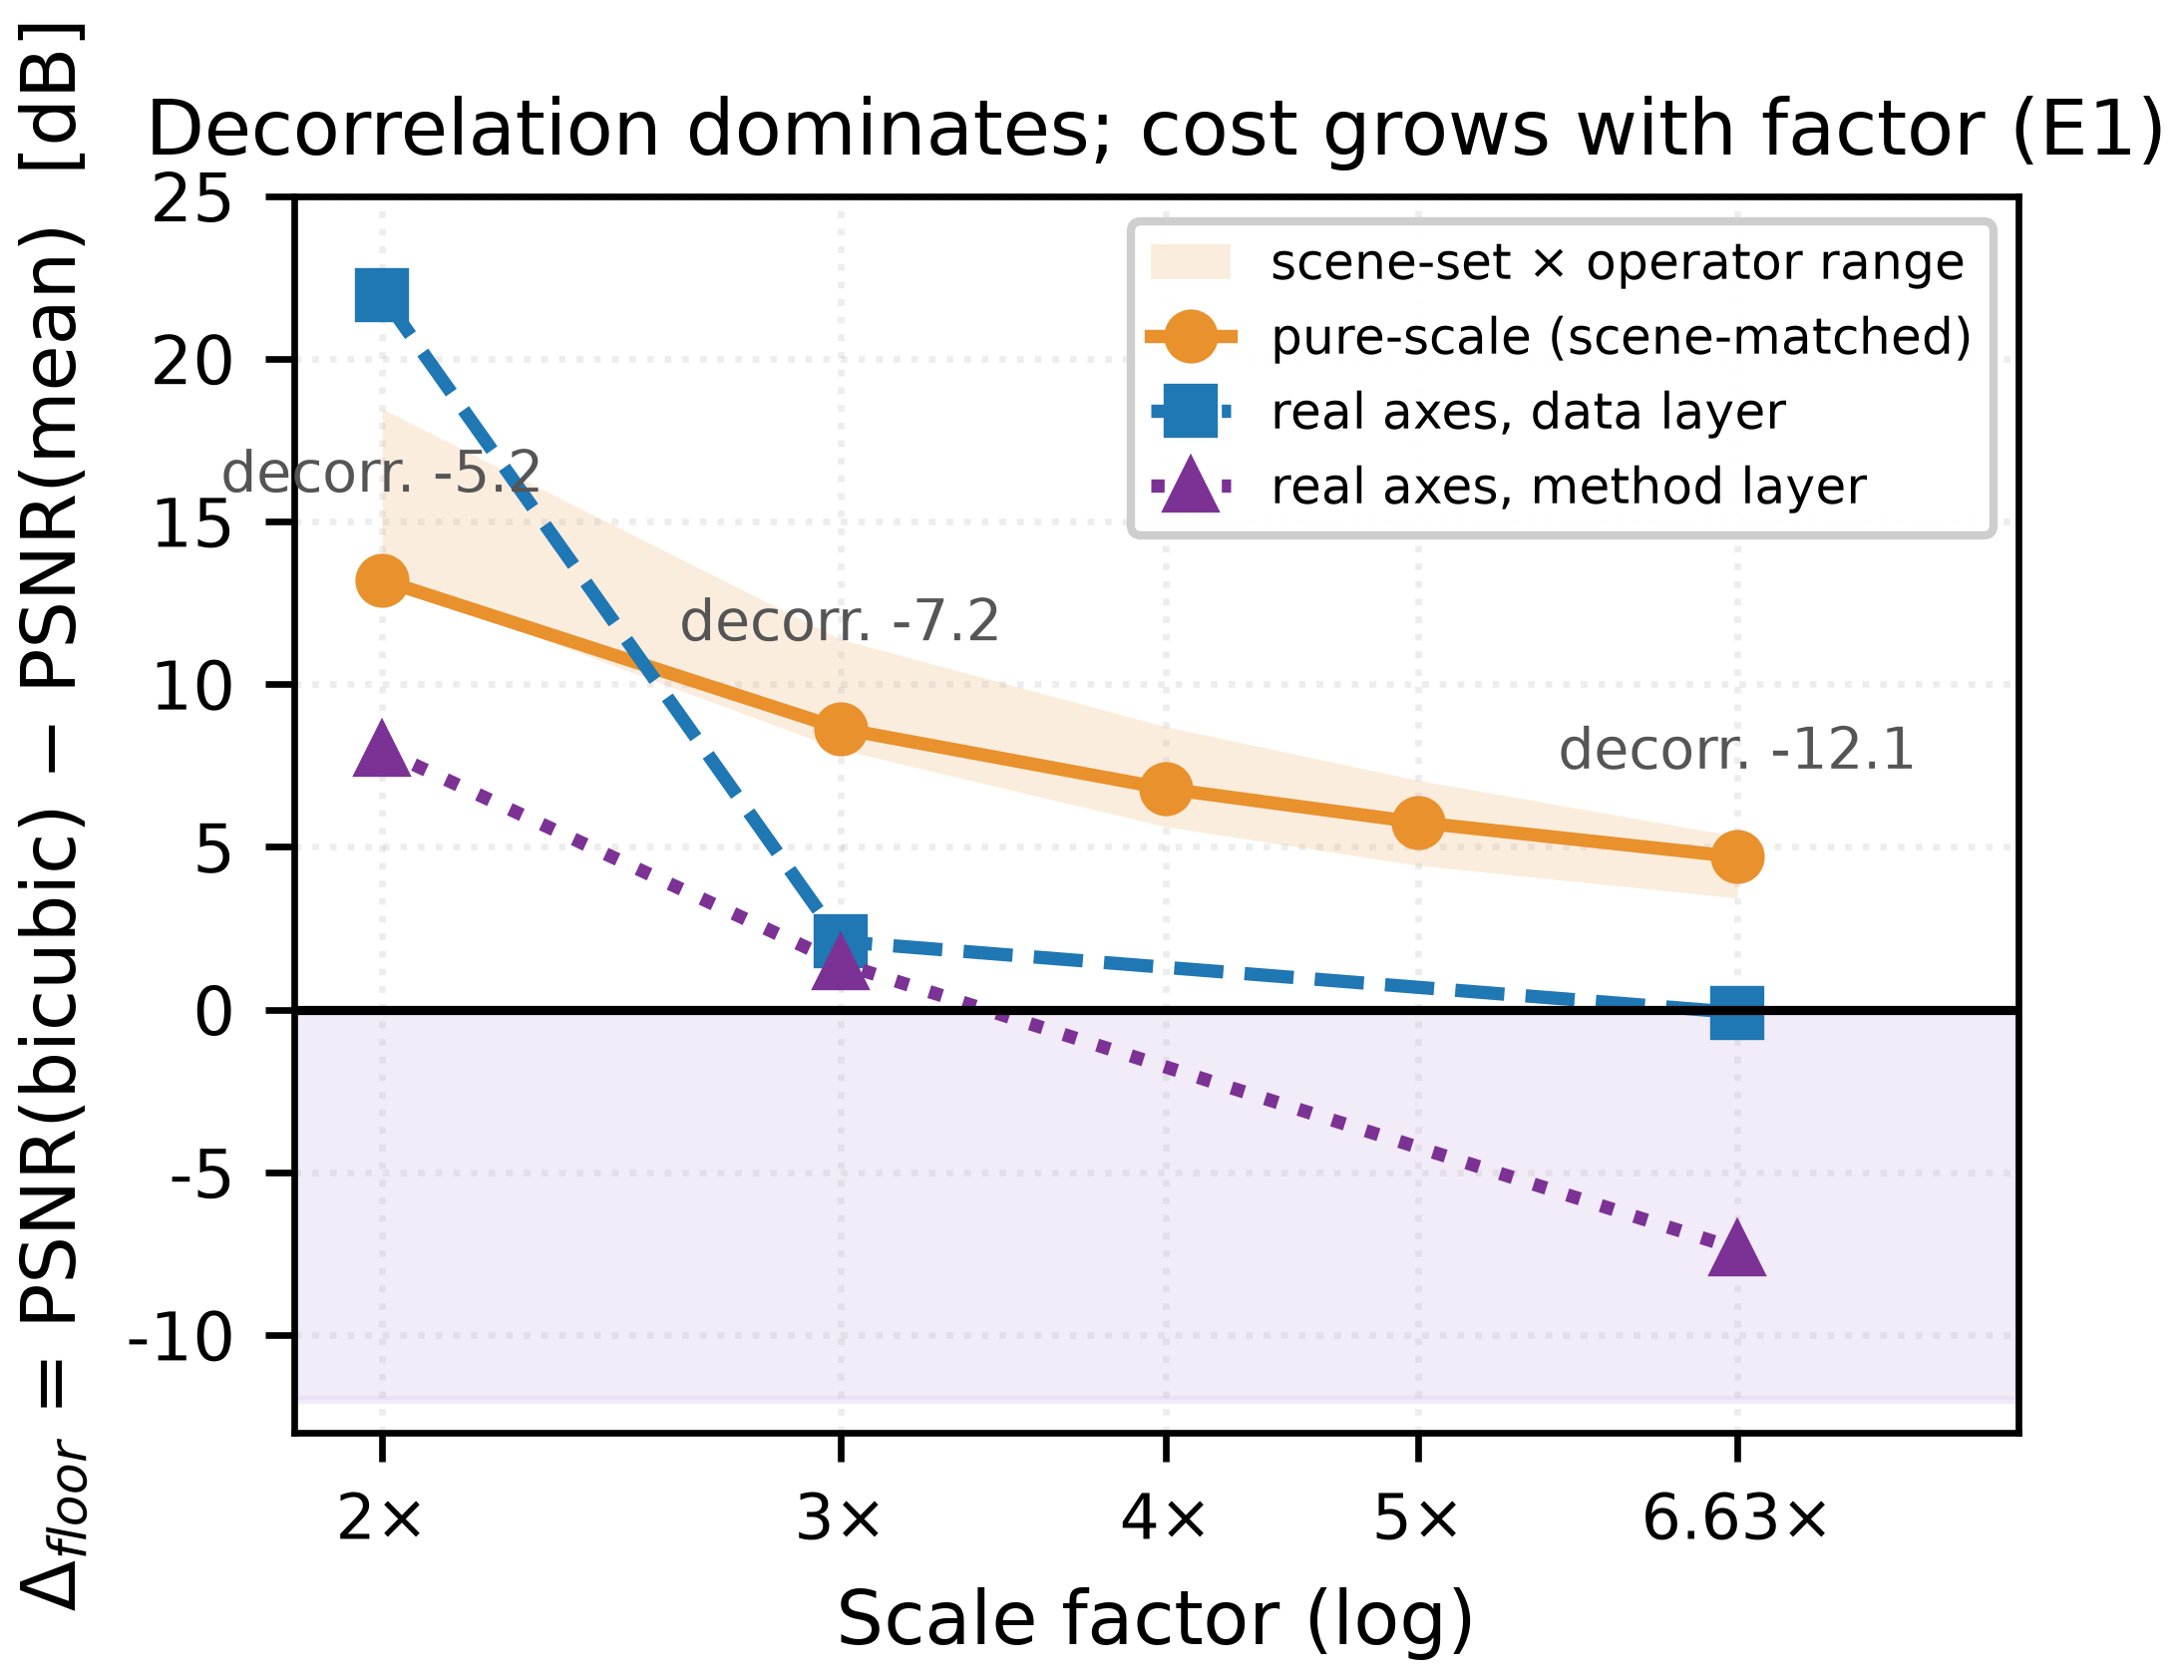 Decorrelation dominates; cost grows with factor (E1)
Δfloor = PSNR(bicubic) − PSNR(mean) [dB]
25
20
15
10
5
0
-5
-10
scene-set × operator range
pure-scale (scene-matched)
real axes, data layer
real axes, method layer
decorr. -5.2
decorr. -7.2
decorr. -12.1
2×
3×
4×
5×
6.63×
Scale factor (log)